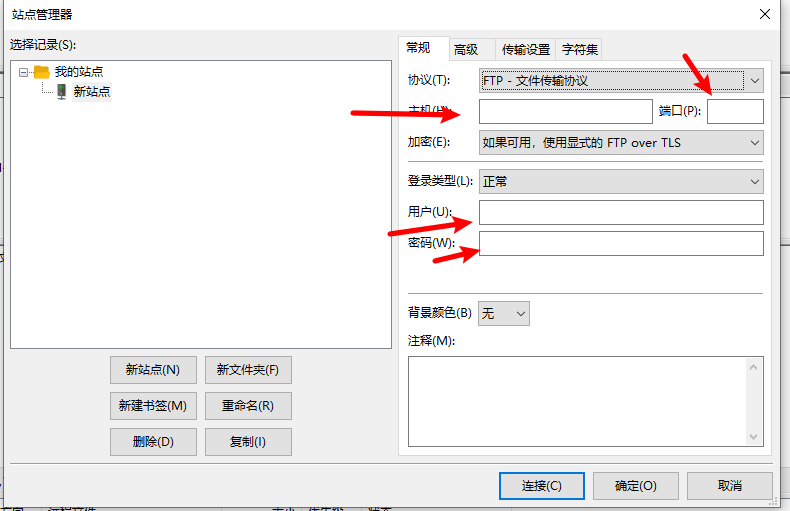 站点管理器
选择记录(S):
我的站点
新站点
新站点(N)
新文件夹(F)
新建书签(M)
重命名(R)
删除(D)
复制(I)
常规
高级
传输设置
字符集
协议(T):
FTP - 文件传输协议
主机(H):
端口(P):
加密(E):
如果可用，使用显式的 FTP over TLS
登录类型(L):
正常
用户(U):
密码(W):
背景颜色(B)
无
注释(M):
连接(C)
确定(O)
取消